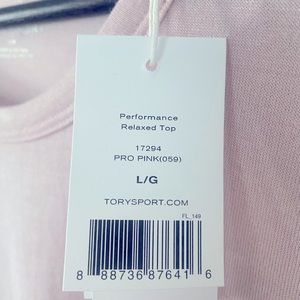 Performance
Relaxed Top
17294
PRO PINK(059)
L/G
TORYSPORT.COM
FL_149
8 88736 87641 6